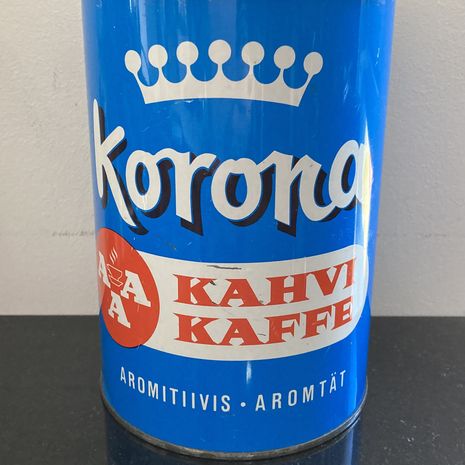 Korona
A A A
KAHVI
KAFFE
AROMITIIVIS · AROMTÄT